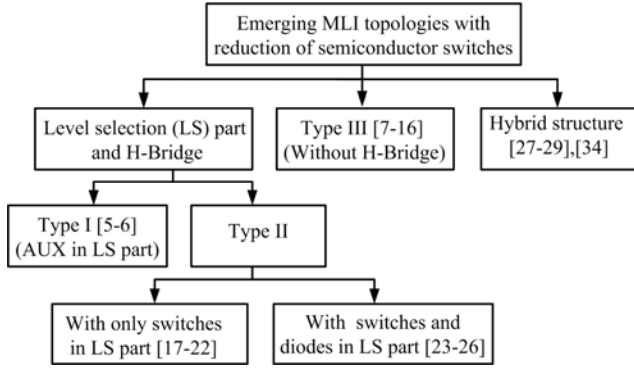 Emerging MLI topologies with
reduction of semiconductor switches
Level selection (LS) part
and H-Bridge
Type III [7-16]
(Without H-Bridge)
Hybrid structure
[27-29],[34]
Type I [5-6]
(AUX in LS part)
Type II
With only switches
in LS part [17-22]
With switches and
diodes in LS part [23-26]